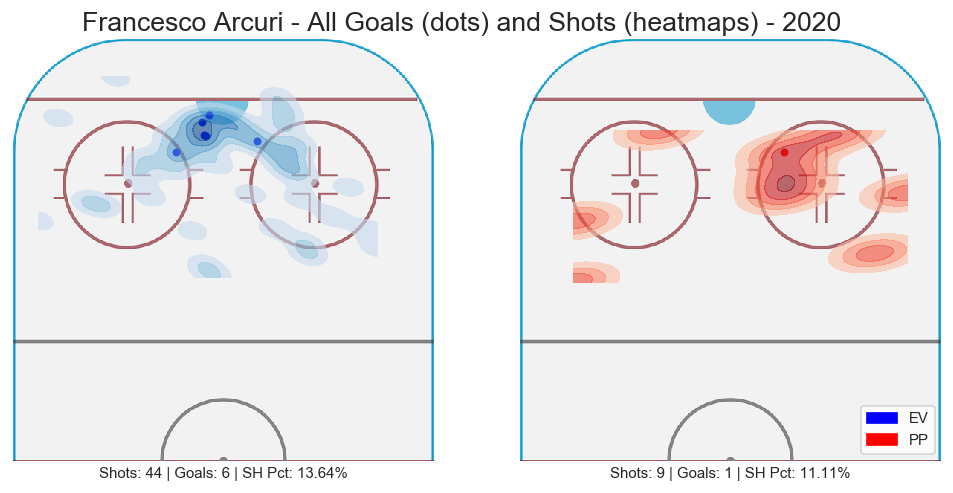 Francesco Arcuri - All Goals (dots) and Shots (heatmaps) - 2020
EV
PP
Shots: 44 | Goals: 6 | SH Pct: 13.64%
Shots: 9 | Goals: 1 | SH Pct: 11.11%